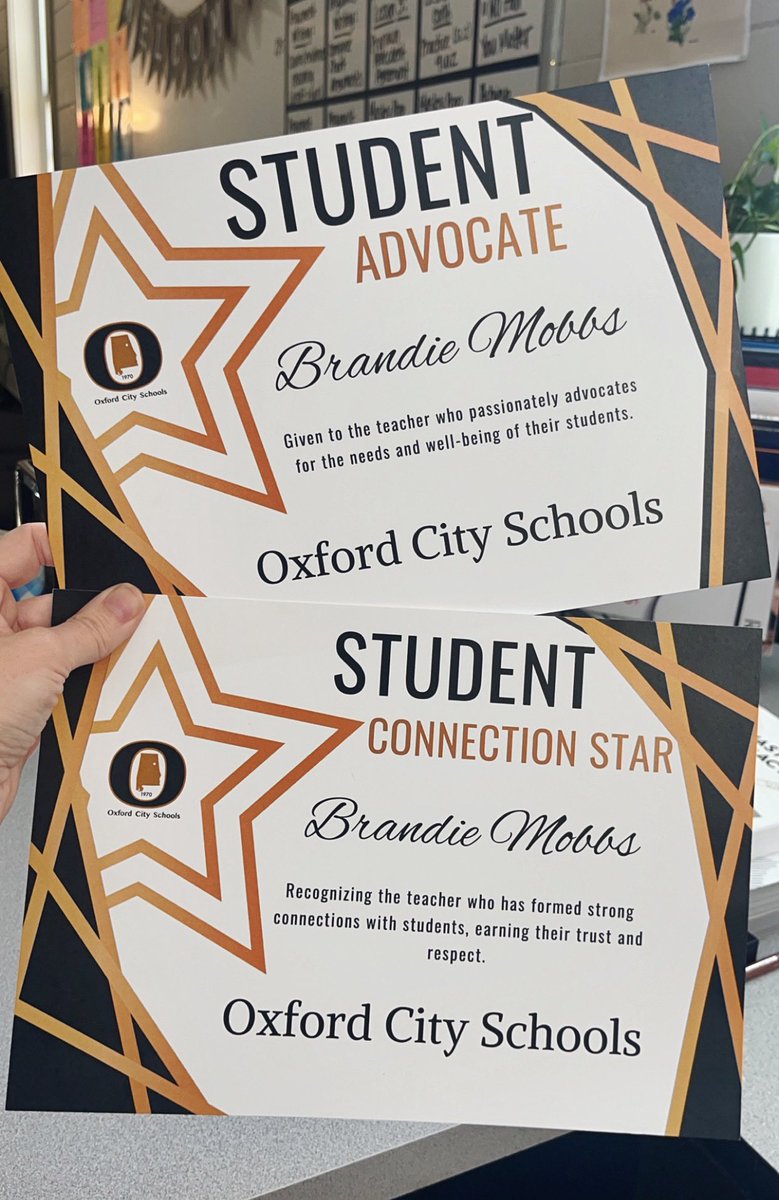 STUDENT
ADVOCATE
Brandie Mobbs
Given to the teacher who passionately advocates
for the needs and well-being of their students.
Oxford City Schools
O
1970
Oxford City Schools
STUDENT
CONNECTION STAR
Brandie Mobbs
Recognizing the teacher who has formed strong
connections with students, earning their trust and
respect.
Oxford City Schools
O
1970
Oxford City Schools
You Matter